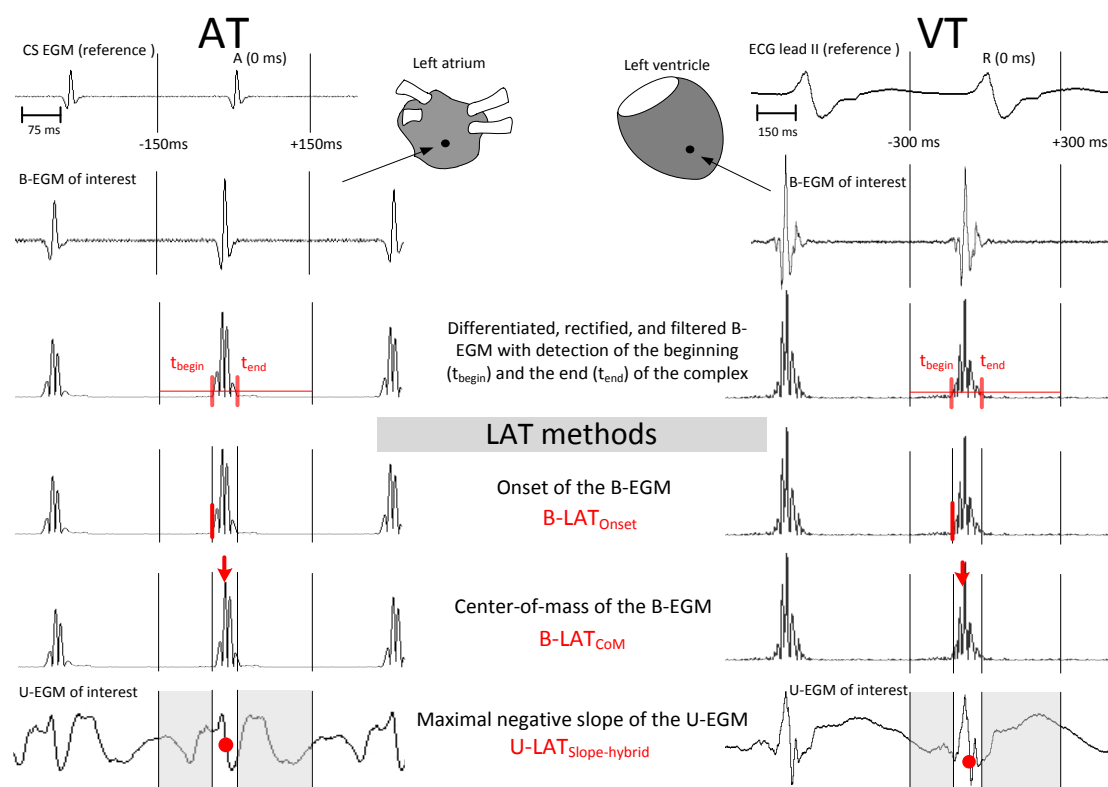 AT
VT
CS EGM (reference )
A (0 ms)
Left atrium
Left ventricle
ECG lead II (reference )
R (0 ms)
75 ms
-150ms
+150ms
150 ms
-300 ms
+300 ms
B-EGM of interest
B-EGM of interest
Differentiated, rectified, and filtered B-
EGM with detection of the beginning
(tbegin) and the end (tend) of the complex
tbegin
tend
tbegin
tend
LAT methods
Onset of the B-EGM
B-LATOnset
Center-of-mass of the B-EGM
B-LATCoM
U-EGM of interest
U-EGM of interest
Maximal negative slope of the U-EGM
U-LATSlope-hybrid